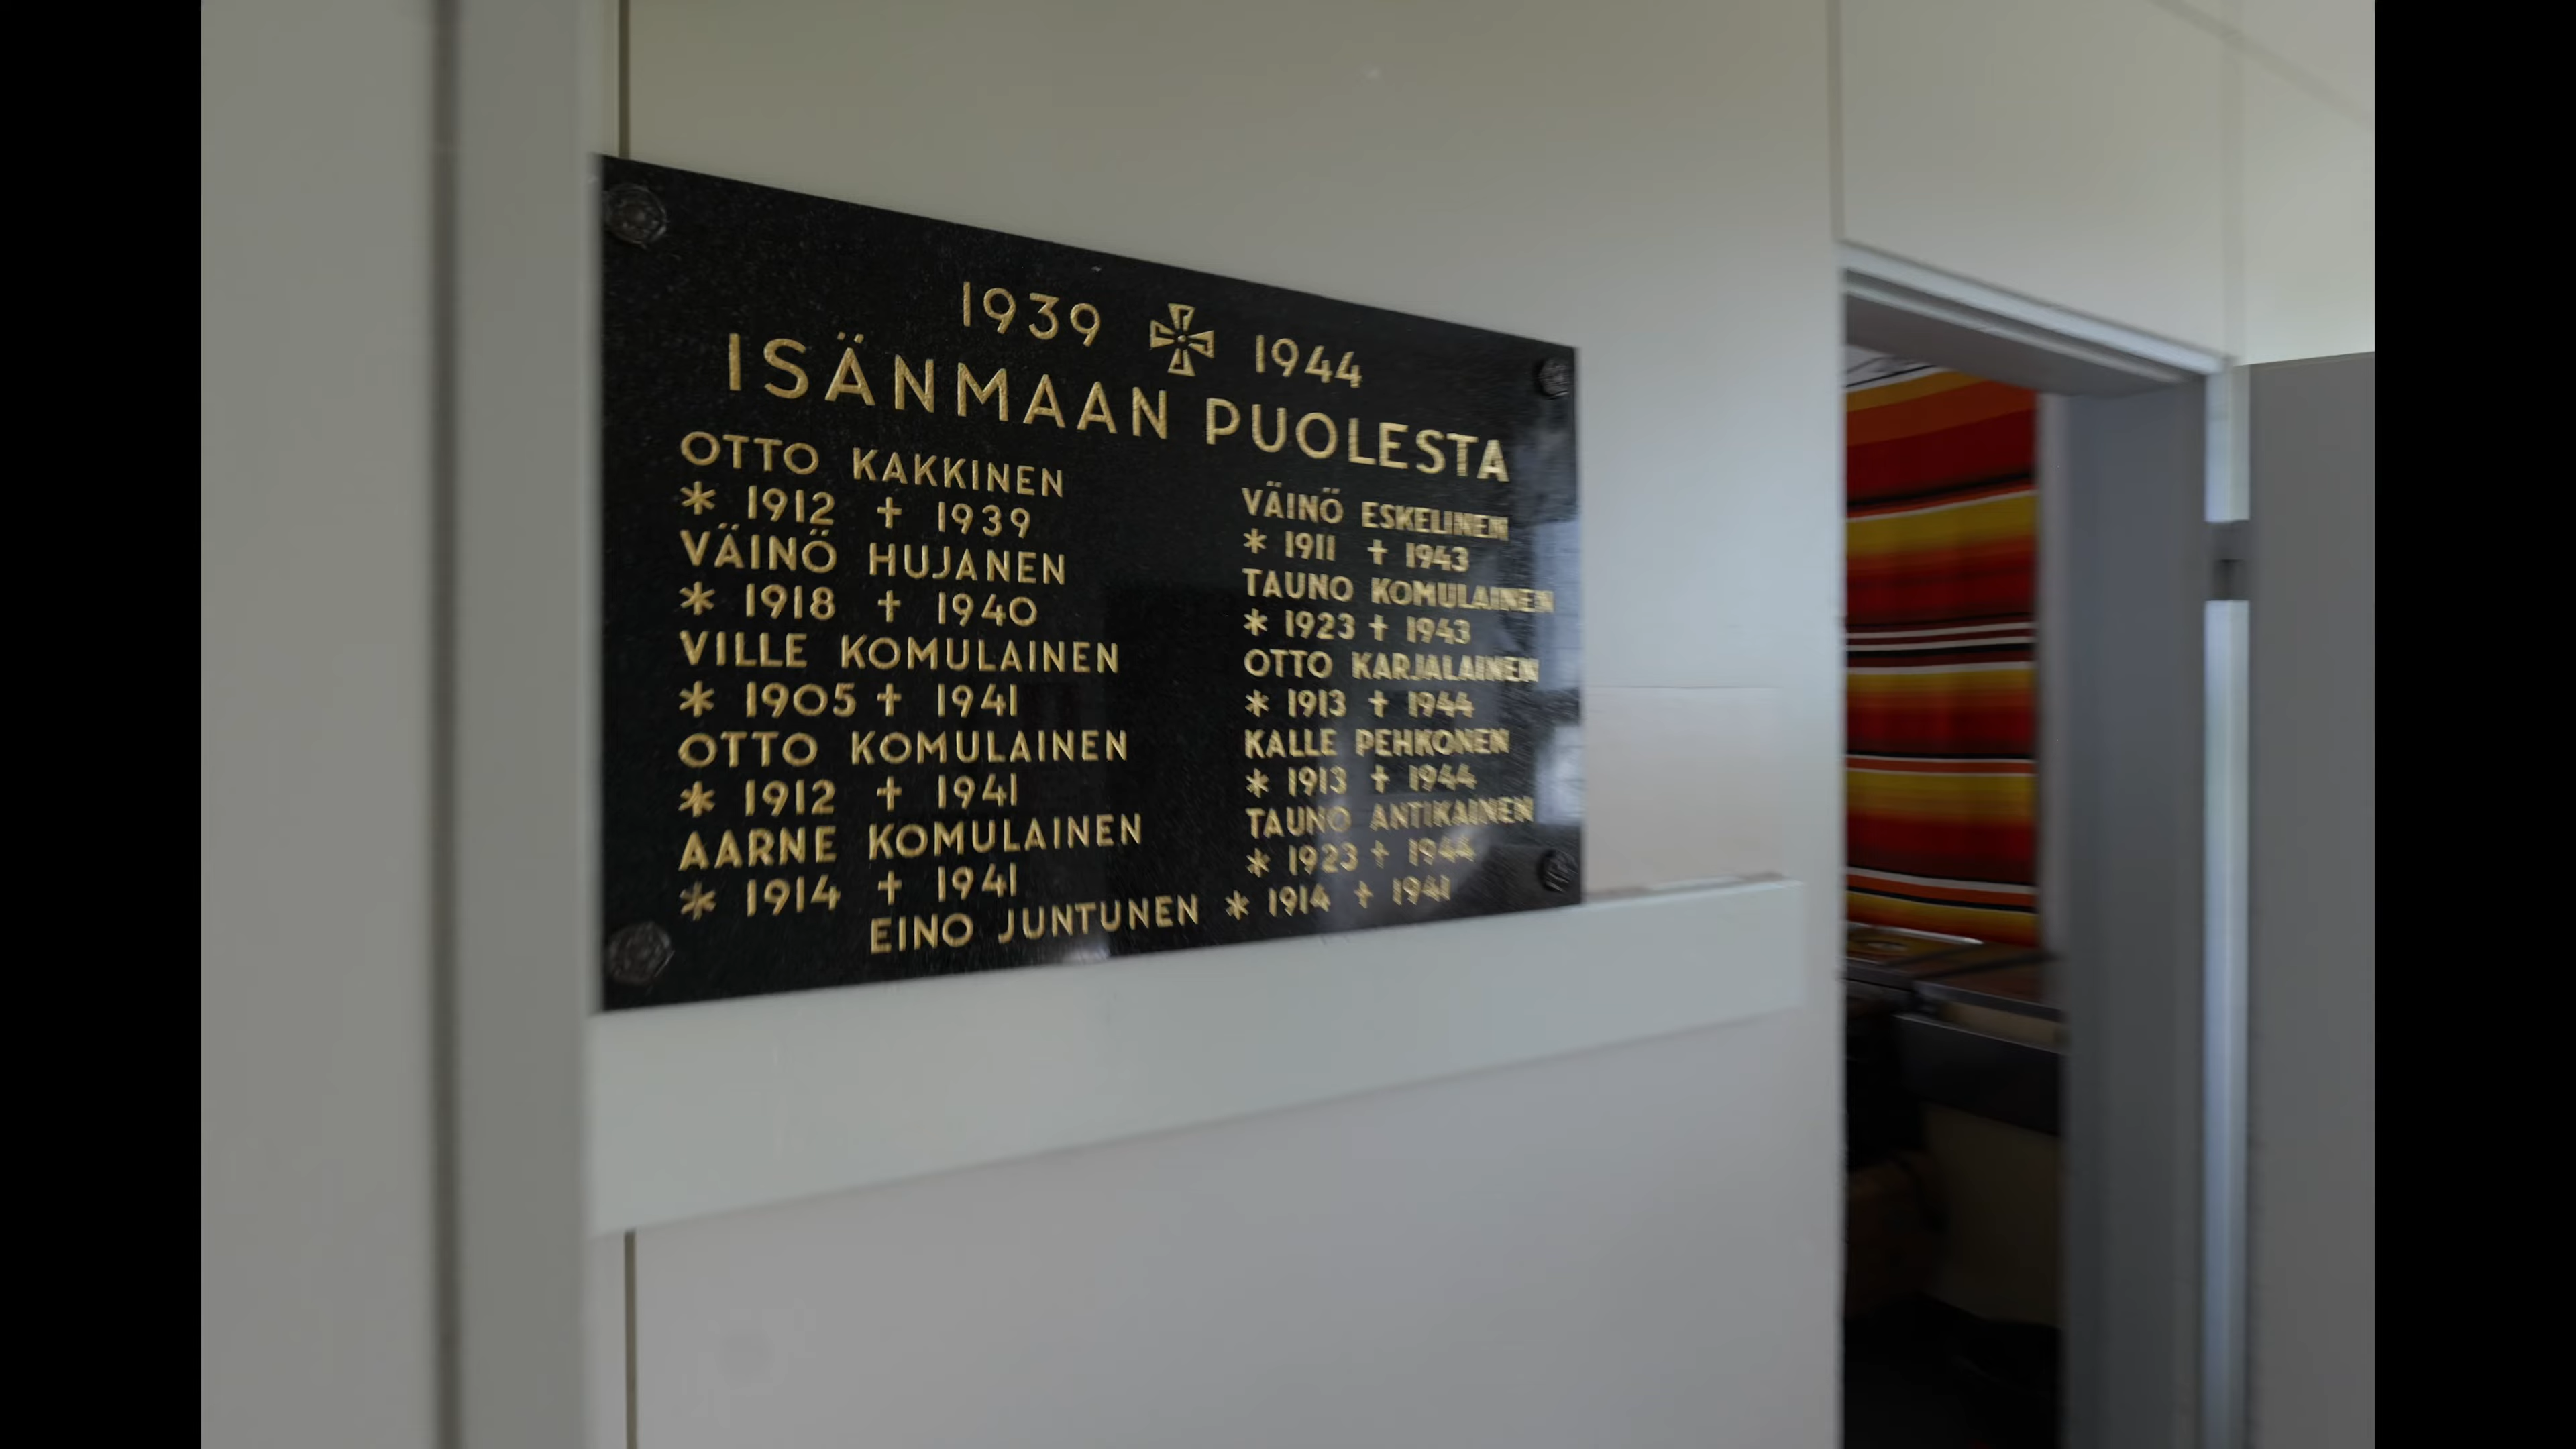 1939 1944
ISÄNMAAN PUOLESTA
OTTO KAKKINEN
* 1912 † 1939
VÄINÖ HUJANEN
* 1918 † 1940
VILLE KOMULAINEN
* 1905 † 1941
OTTO KOMULAINEN
* 1912 † 1941
AARNE KOMULAINEN
* 1914 † 1941
VÄINÖ ESKELINEN
* 1911 † 1943
TAUNO KOMULAINEN
* 1923 † 1943
OTTO KARJALAINEN
* 1913 † 1944
KALLE PEHKONEN
* 1913 † 1944
TAUNO ANTIKAINEN
* 1923 † 1944
EINO JUNTUNEN * 1914 † 1941